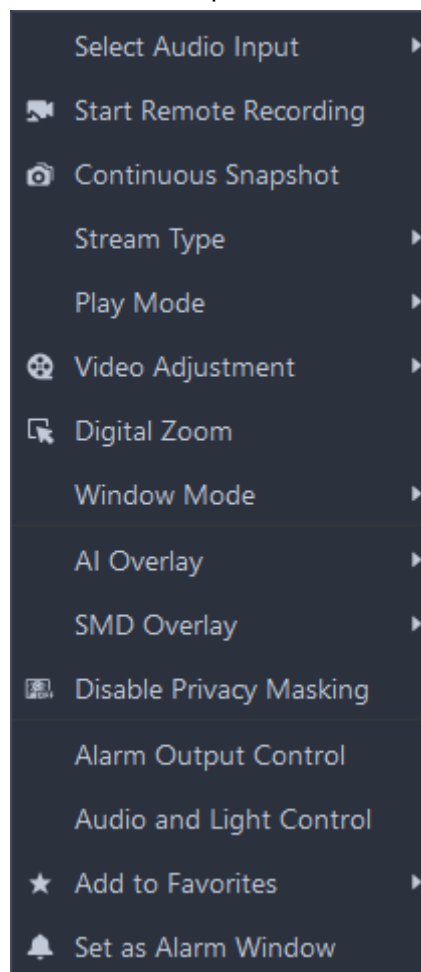 Select Audio Input
Start Remote Recording
Continuous Snapshot
Stream Type
Play Mode
Video Adjustment
Digital Zoom
Window Mode
AI Overlay
SMD Overlay
Disable Privacy Masking
Alarm Output Control
Audio and Light Control
Add to Favorites
Set as Alarm Window